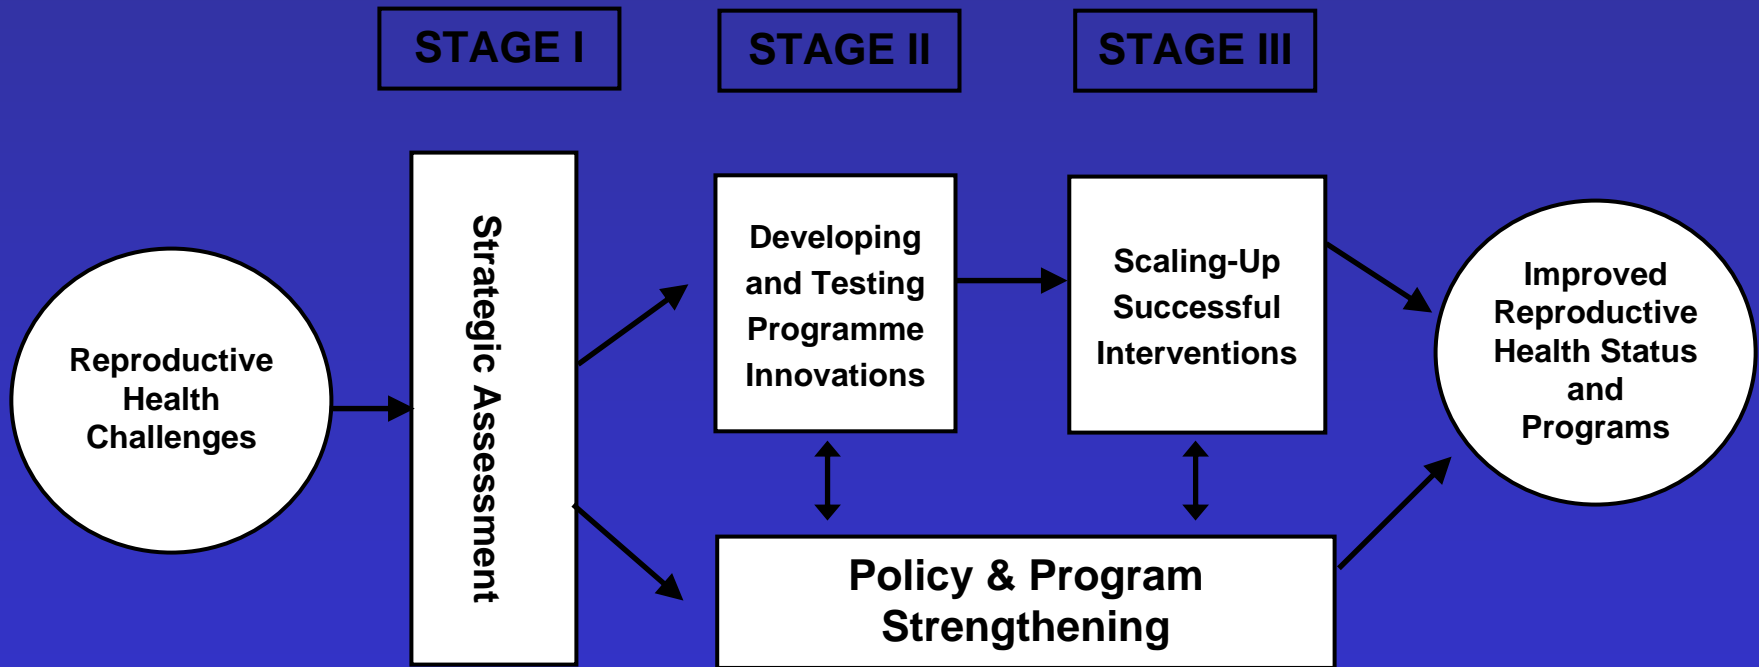 STAGE I
STAGE II
STAGE III
Reproductive
Health
Challenges
Strategic Assessment
Developing
and Testing
Programme
Innovations
Scaling-Up
Successful
Interventions
Policy & Program
Strengthening
Improved
Reproductive
Health Status
and
Programs